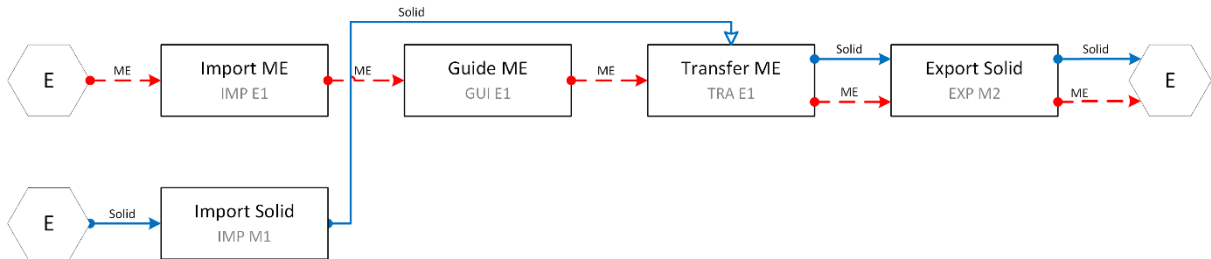 Solid
E
ME
Import ME
IMP E1
ME
Guide ME
GUI E1
ME
Transfer ME
TRA E1
Solid
ME
Export Solid
EXP M2
Solid
ME
E
E
Solid
Import Solid
IMP M1